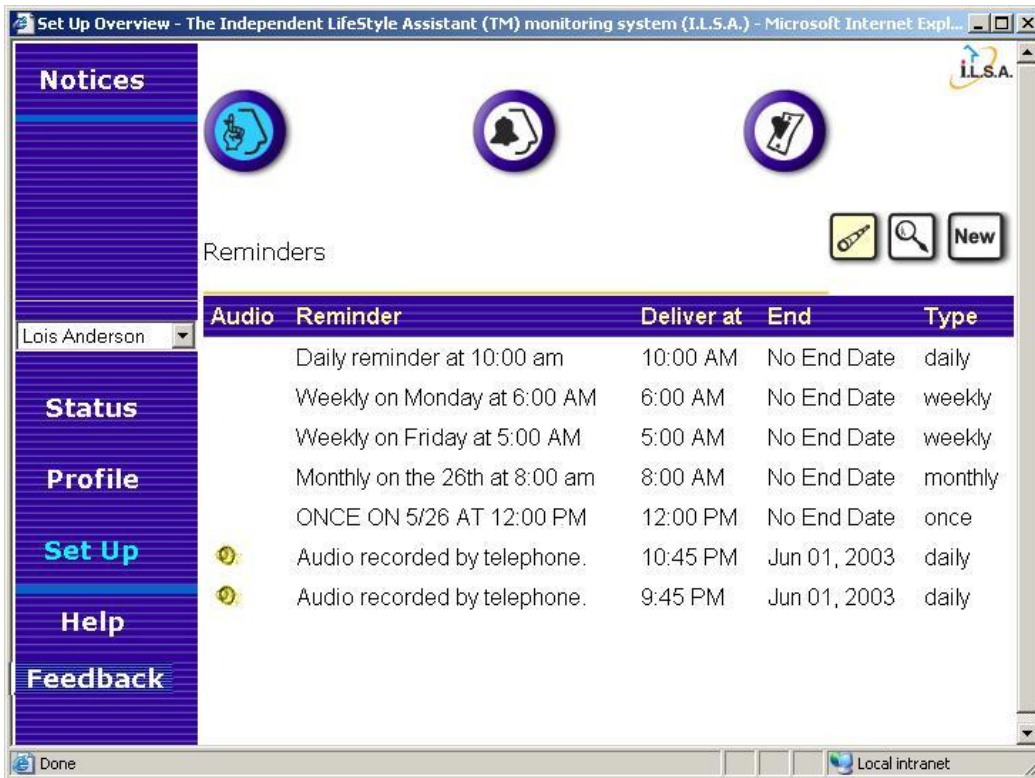 Set Up Overview - The Independent LifeStyle Assistant (TM) monitoring system (I.L.S.A.) - Microsoft Internet Expl...
Notices
i.L.S.A.
Reminders
New
Lois Anderson
Audio Reminder Deliver at End Type
Daily reminder at 10:00 am 10:00 AM No End Date daily
Weekly on Monday at 6:00 AM 6:00 AM No End Date weekly
Weekly on Friday at 5:00 AM 5:00 AM No End Date weekly
Monthly on the 26th at 8:00 am 8:00 AM No End Date monthly
ONCE ON 5/26 AT 12:00 PM 12:00 PM No End Date once
Audio recorded by telephone. 10:45 PM Jun 01, 2003 daily
Audio recorded by telephone. 9:45 PM Jun 01, 2003 daily
Status
Profile
Set Up
Help
Feedback
Done
Local intranet